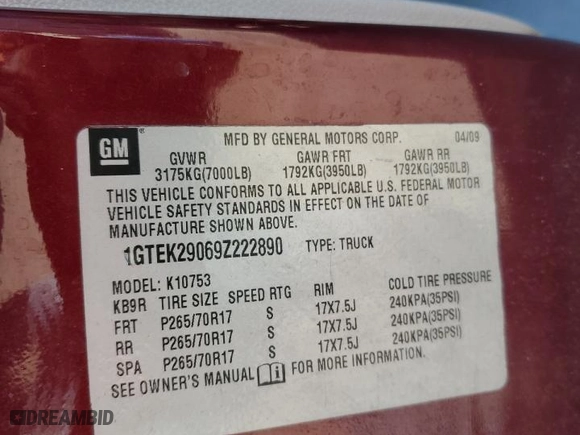 GM
MFD BY GENERAL MOTORS CORP. 04/09
GVWR GAWR FRT GAWR RR
3175KG(7000LB) 1792KG(3950LB) 1792KG(3950LB)
THIS VEHICLE CONFORMS TO ALL APPLICABLE U.S. FEDERAL MOTOR
VEHICLE SAFETY STANDARDS IN EFFECT ON THE DATE OF
MANUFACTURE SHOWN ABOVE.
1GTEK29069Z222890 TYPE: TRUCK
MODEL: K10753
KB9R TIRE SIZE SPEED RTG RIM COLD TIRE PRESSURE
FRT P265/70R17 S 17X7.5J 240KPA(35PSI)
RR P265/70R17 S 17X7.5J 240KPA(35PSI)
SPA P265/70R17 S 17X7.5J 240KPA(35PSI)
SEE OWNER'S MANUAL FOR MORE INFORMATION.
DREAMBID